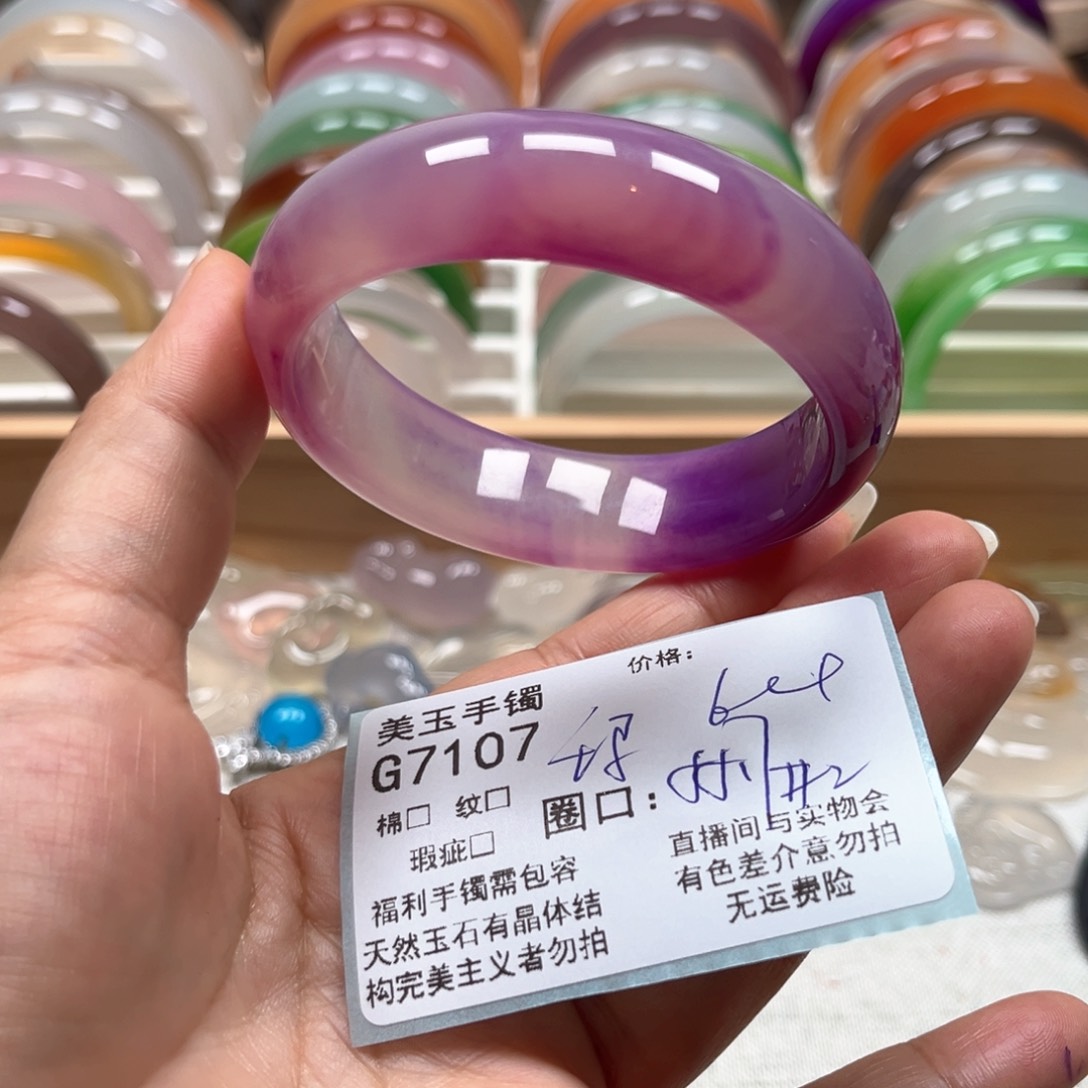 价格:
美玉手镯
G7107
棉□ 纹□ 圈口:
瑕疵□
福利手镯需包容
天然玉石有晶体结
构完美主义者勿拍
直播间与实物会
有色差介意勿拍
无运费险